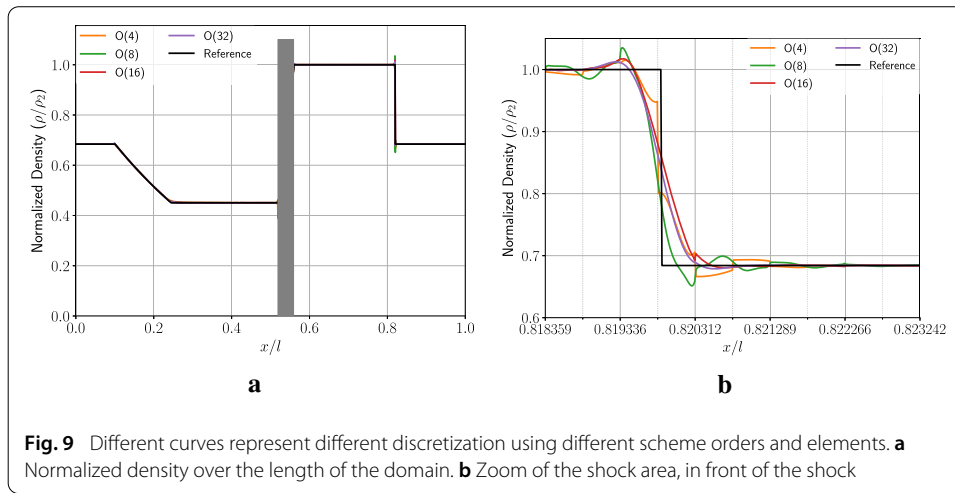 O(4)
O(8)
O(16)
O(32)
Reference
Normalized Density (ρ/ρ₂)
1.0
0.8
0.6
0.4
0.2
0.0
0.0 0.2 0.4 0.6 0.8 1.0
x/l
a
O(4)
O(8)
O(16)
O(32)
Reference
Normalized Density (ρ/ρ₂)
1.0
0.9
0.8
0.7
0.6
0.818359 0.819336 0.820312 0.821289 0.822266 0.823242
x/l
b
Fig. 9 Different curves represent different discretization using different scheme orders and elements. a
Normalized density over the length of the domain. b Zoom of the shock area, in front of the shock